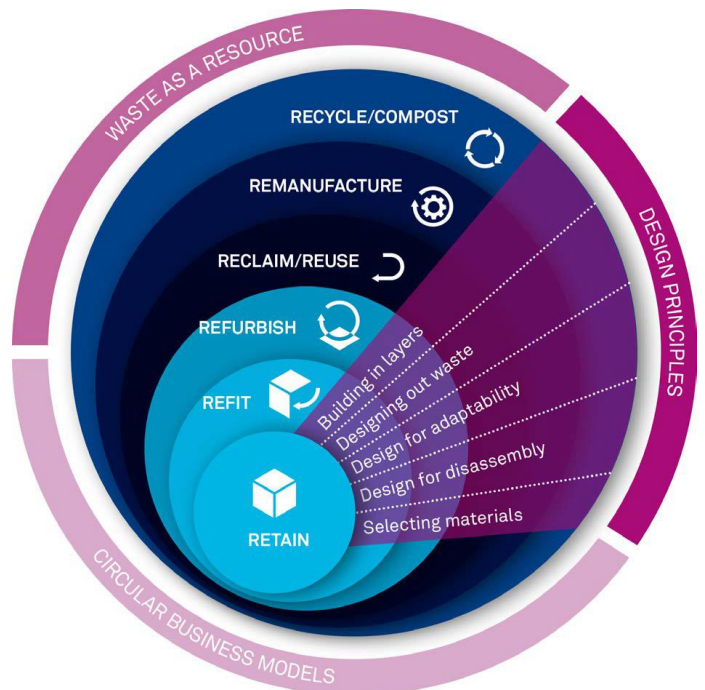 WASTE AS A RESOURCE
RECYCLE/COMPOST
REMANUFACTURE
RECLAIM/REUSE
REFURBISH
REFIT
RETAIN
Building in layers
Designing out waste
Design for adaptability
Design for disassembly
Selecting materials
DESIGN PRINCIPLES
CIRCULAR BUSINESS MODELS